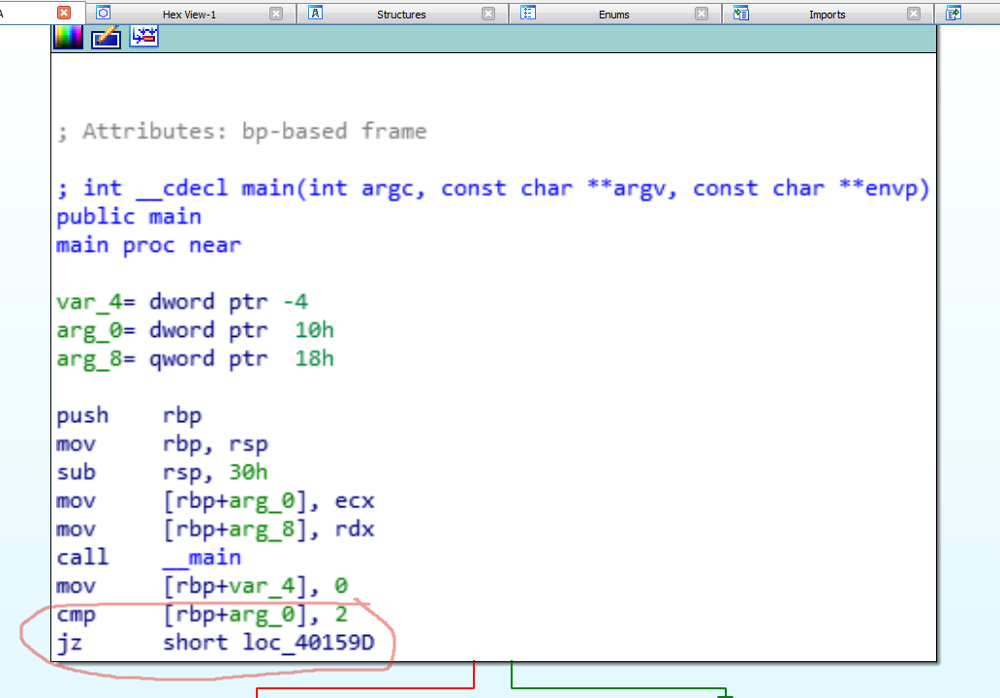 A Hex View-1 A Structures Enums Imports
; Attributes: bp-based frame
; int __cdecl main(int argc, const char **argv, const char **envp)
public main
main proc near
var_4= dword ptr -4
arg_0= dword ptr  10h
arg_8= qword ptr  18h
push    rbp
mov     rbp, rsp
sub     rsp, 30h
mov     [rbp+arg_0], ecx
mov     [rbp+arg_8], rdx
call    __main
mov     [rbp+var_4], 0
cmp     [rbp+arg_0], 2
jz      short loc_40159D